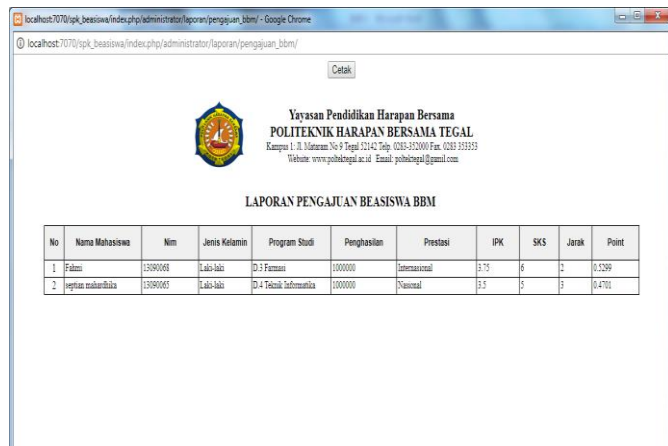 localhost:7070/spk_beasiswa/index.php/administrator/laporan/pengajuan_bbm/ - Google Chrome
localhost:7070/spk_beasiswa/index.php/administrator/laporan/pengajuan_bbm/
Cetak
Yayasan Pendidikan Harapan Bersama
POLITEKNIK HARAPAN BERSAMA TEGAL
Kampus 1: Jl. Mataram No 9 Tegal 52142 Telp. 0283-352000 Fax. 0283 353353
Website: www.poltektegal.ac.id Email: poltektegal@gamil.com
LAPORAN PENGAJUAN BEASISWA BBM
No Nama Mahasiswa Nim Jenis Kelamin Program Studi Penghasilan Prestasi IPK SKS Jarak Point
1 Fahmi 13090068 Laki-laki D.3 Farmasi 1000000 Internasional 3.75 6 2 0.5299
2 septian mahardhika 13090065 Laki-laki D.4 Teknik Informatika 1000000 Nasional 3.5 5 3 0.4701